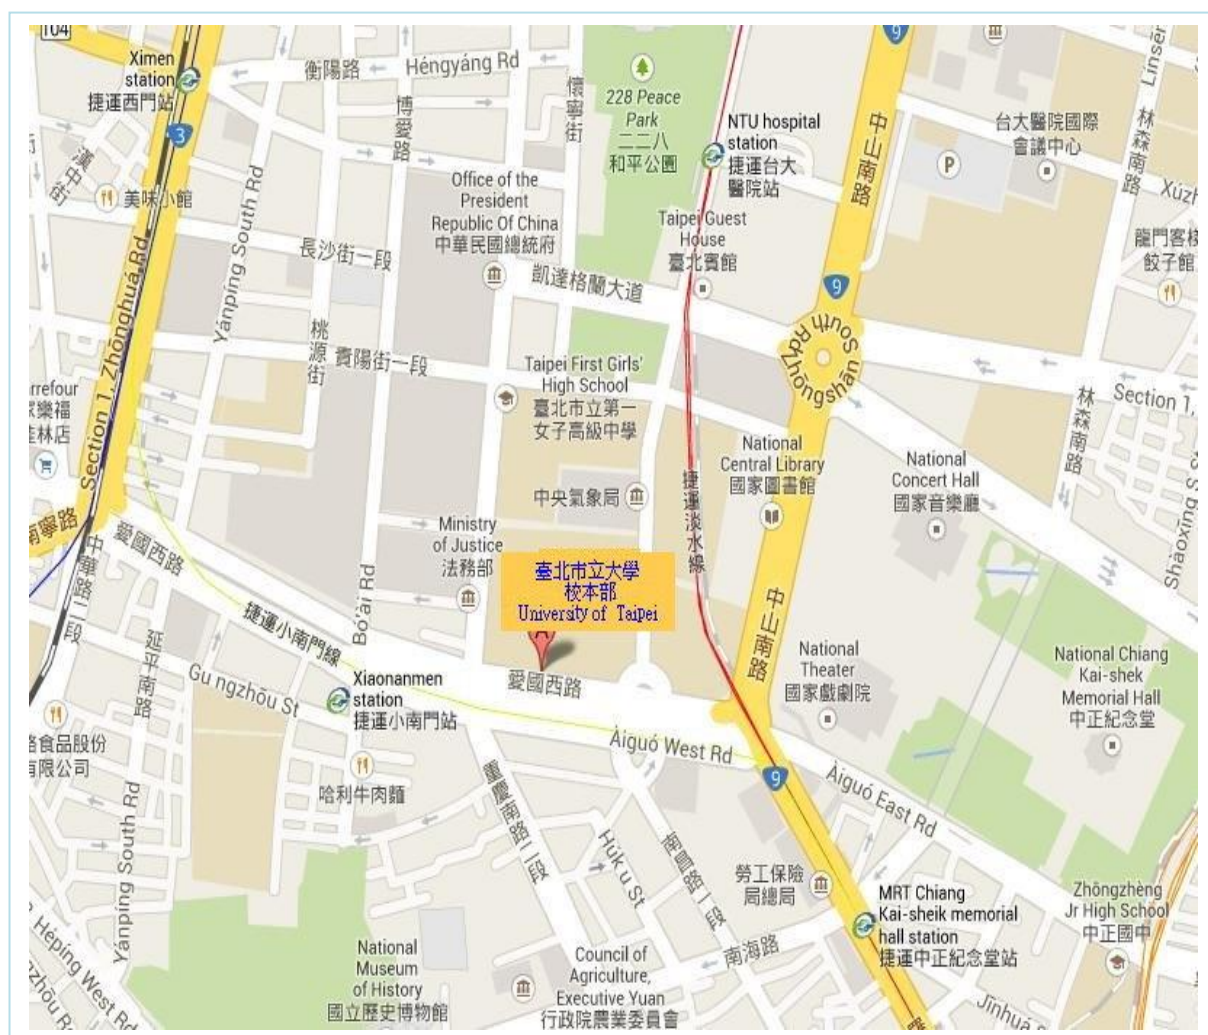 104
Ximen
station
捷運西門站
3
衡陽路
Héngyáng Rd
懷寧街
博愛路
228 Peace
Park
二二八
和平公園
9
NTU hospital
station
捷運台大
醫院站
中山南路
台大醫院國際
會議中心
P
林森南路
漢中街
美味小館
Yánpíng South Rd
Office of the
President
Republic Of China
中華民國總統府
Taipei Guest
House
臺北賓館
龍門客棧
餃子館
長沙街一段
凱達格蘭大道
9
Section 1, Zhōnghuá Rd
桃源街
貴陽街一段
Taipei First Girls'
High School
臺北市立第一
女子高級中學
Zhōngshán South Rd
Section 1,
林森南路
家樂福
桂林店
National
Central Library
國家圖書館
National
Concert Hall
國家音樂廳
捷運淡水線
中央氣象局
Ministry
of Justice
法務部
愛國西路
中華路二段
臺北市立大學
校本部
University of Taipei
A
Bó'ài Rd
捷運小南門線
延平南路
Gu ngzhōu St
Xiaonanmen
station
捷運小南門站
愛國西路
中山南路
National
Theater
國家戲劇院
National Chiang
Kai-shek
Memorial Hall
中正紀念堂
Àiguó West Rd
9
Àiguó East Rd
路食品股份
有限公司
哈利牛肉麵
Yánpíng South Rd
重慶南路二段
Húk u St
南昌路一段
勞工保險
局總局
MRT Chiang
Kai-sheik memorial
hall station
捷運中正紀念堂站
Zhōngzhèng
Jr High School
中正國中
南海路
National
Museum
of History
國立歷史博物館
Council of
Agriculture,
Executive Yuan
行政院農業委員會
Hépíng West Rd